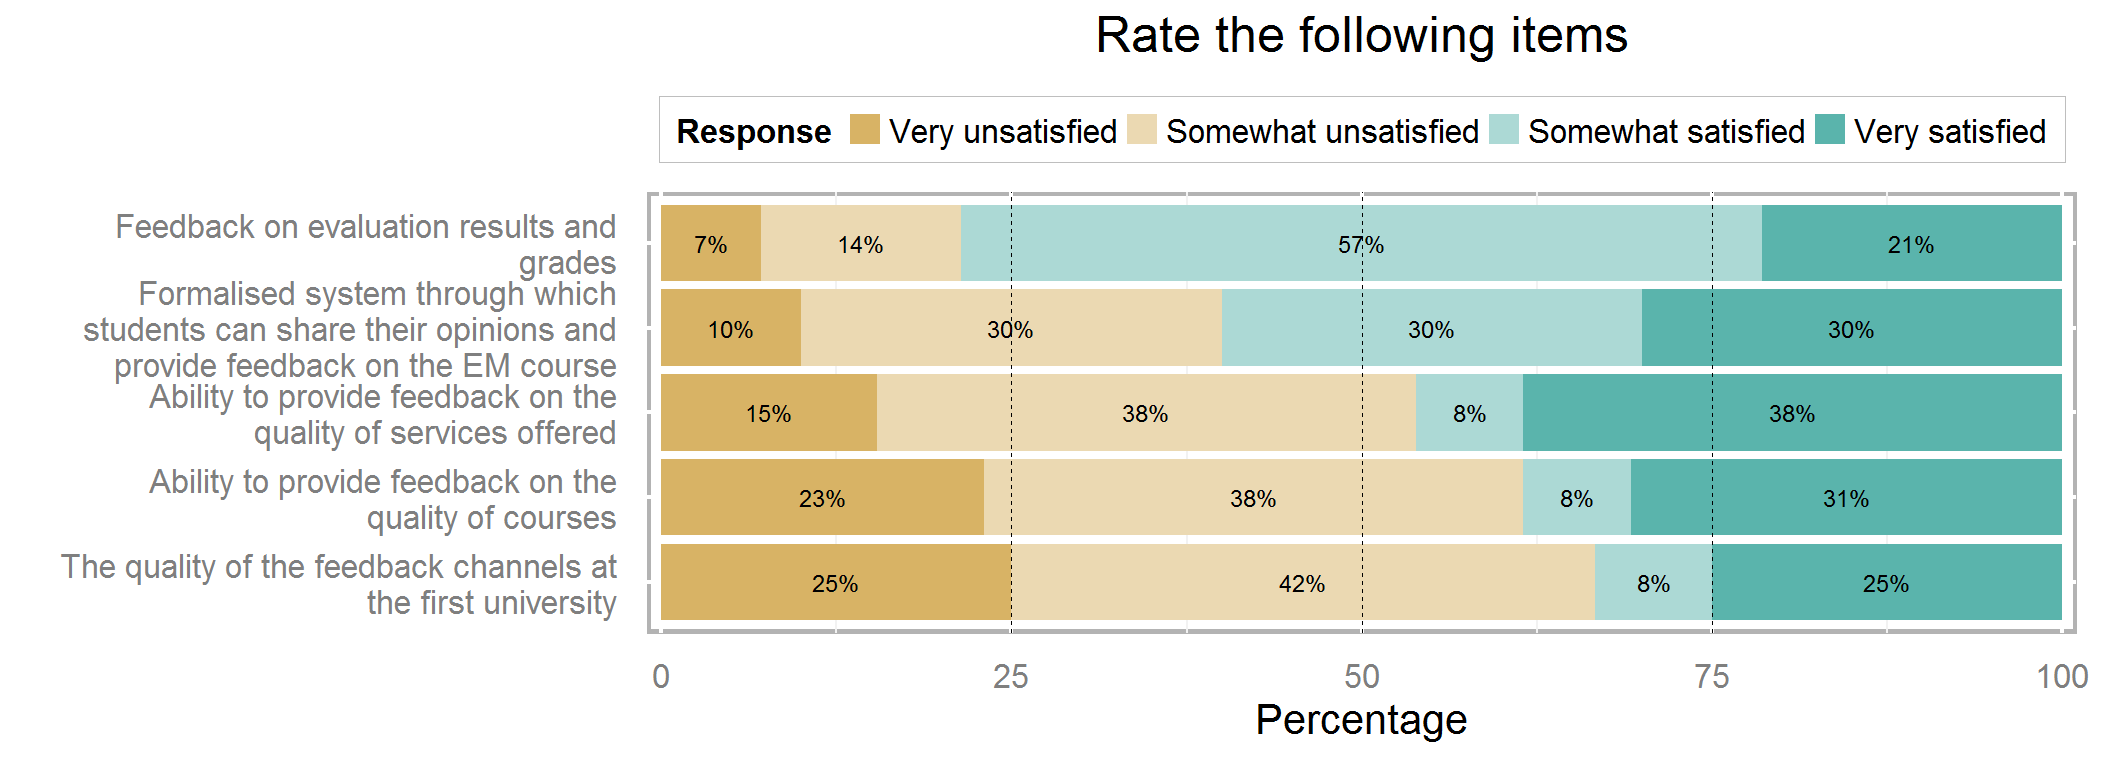 Rate the following items
Response Very unsatisfied Somewhat unsatisfied Somewhat satisfied Very satisfied
Feedback on evaluation results and
grades
7% 14% 57% 21%
Formalised system through which
students can share their opinions and
provide feedback on the EM course
10% 30% 30% 30%
Ability to provide feedback on the
quality of services offered
15% 38% 8% 38%
Ability to provide feedback on the
quality of courses
23% 38% 8% 31%
The quality of the feedback channels at
the first university
25% 42% 8% 25%
0 25 50 75 100
Percentage